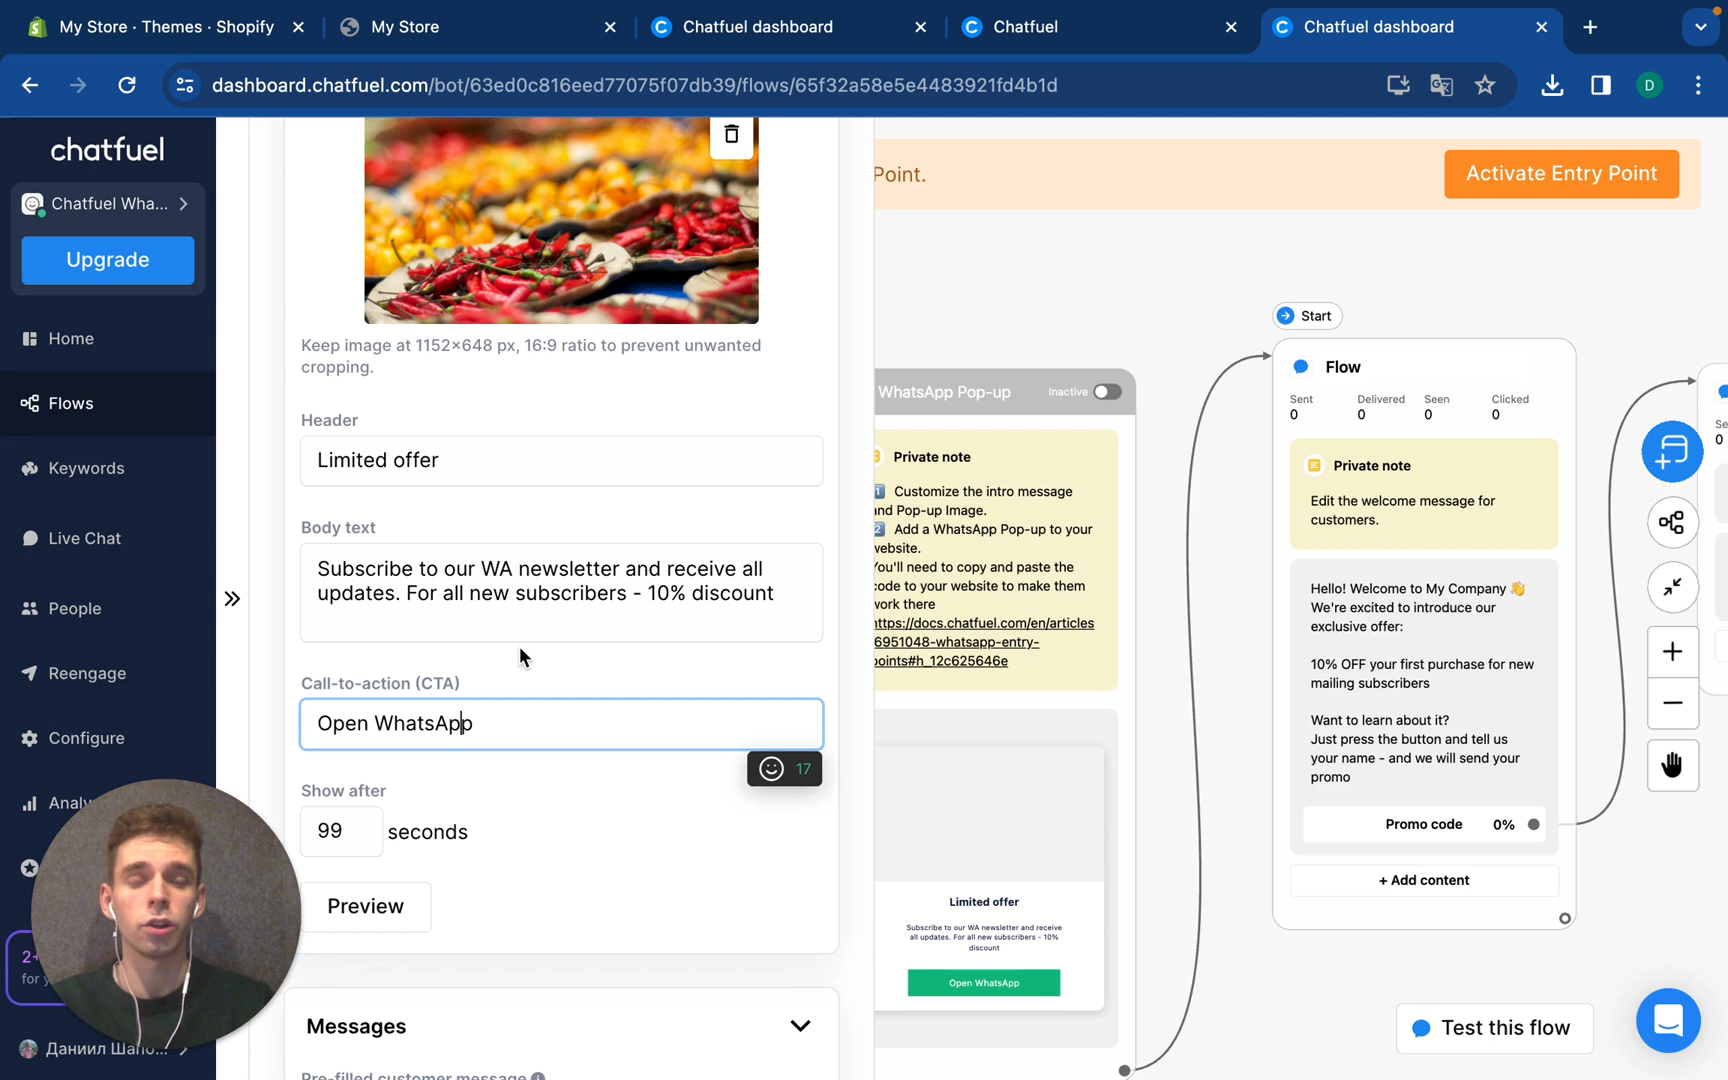 My Store · Themes · Shopify
My Store
Chatfuel dashboard
Chatfuel
Chatfuel dashboard
dashboard.chatfuel.com/bot/63ed0c816eed77075f07db39/flows/65f32a58e5e4483921fd4b1d
D
chatfuel
Chatfuel Wha...
Upgrade
Home
Flows
Keywords
Live Chat
People
Reengage
Configure
Analy
2+
for y
Даниил Шапо...
Keep image at 1152×648 px, 16:9 ratio to prevent unwanted
cropping.
Header
Limited offer
Body text
Subscribe to our WA newsletter and receive all
updates. For all new subscribers - 10% discount
Call-to-action (CTA)
Open WhatsApp
17
Show after
99 seconds
Preview
Messages
Pre-filled customer message
Point.
Activate Entry Point
WhatsApp Pop-up
Inactive
Private note
1 Customize the intro message
and Pop-up Image.
2 Add a WhatsApp Pop-up to your
website.
You'll need to copy and paste the
code to your website to make them
work there
https://docs.chatfuel.com/en/articles
6951048-whatsapp-entry-
points#h_12c625646e
Limited offer
Subscribe to our WA newsletter and receive
all updates. For all new subscribers - 10%
discount
Open WhatsApp
Start
Flow
Sent Delivered Seen Clicked
0 0 0 0
Private note
Edit the welcome message for
customers.
Hello! Welcome to My Company 👋
We're excited to introduce our
exclusive offer:
10% OFF your first purchase for new
mailing subscribers
Want to learn about it?
Just press the button and tell us
your name - and we will send your
promo
Promo code 0%
+ Add content
Se
0
Test this flow